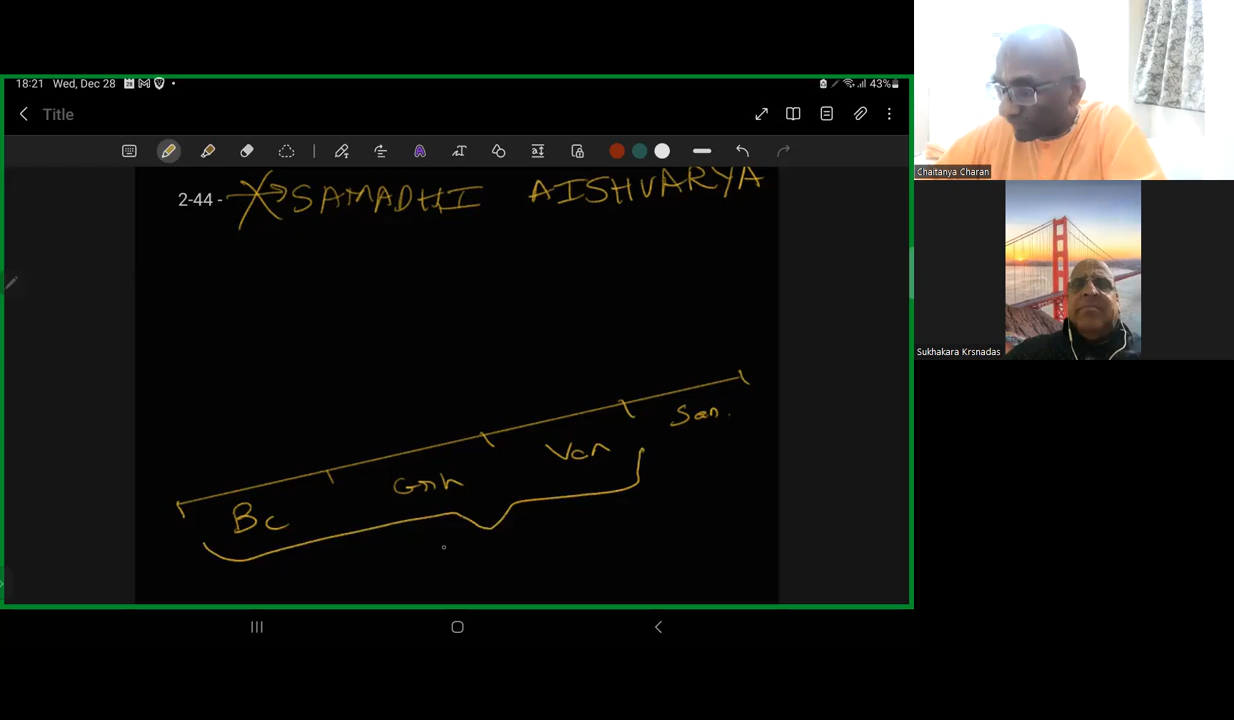 18:21 Wed, Dec 28
43%
Title
2-44 - SAMADHI AISHVARYA
San.
Van
Grh
Bc
Chaitanya Charan
Sukhakara Krsnadas